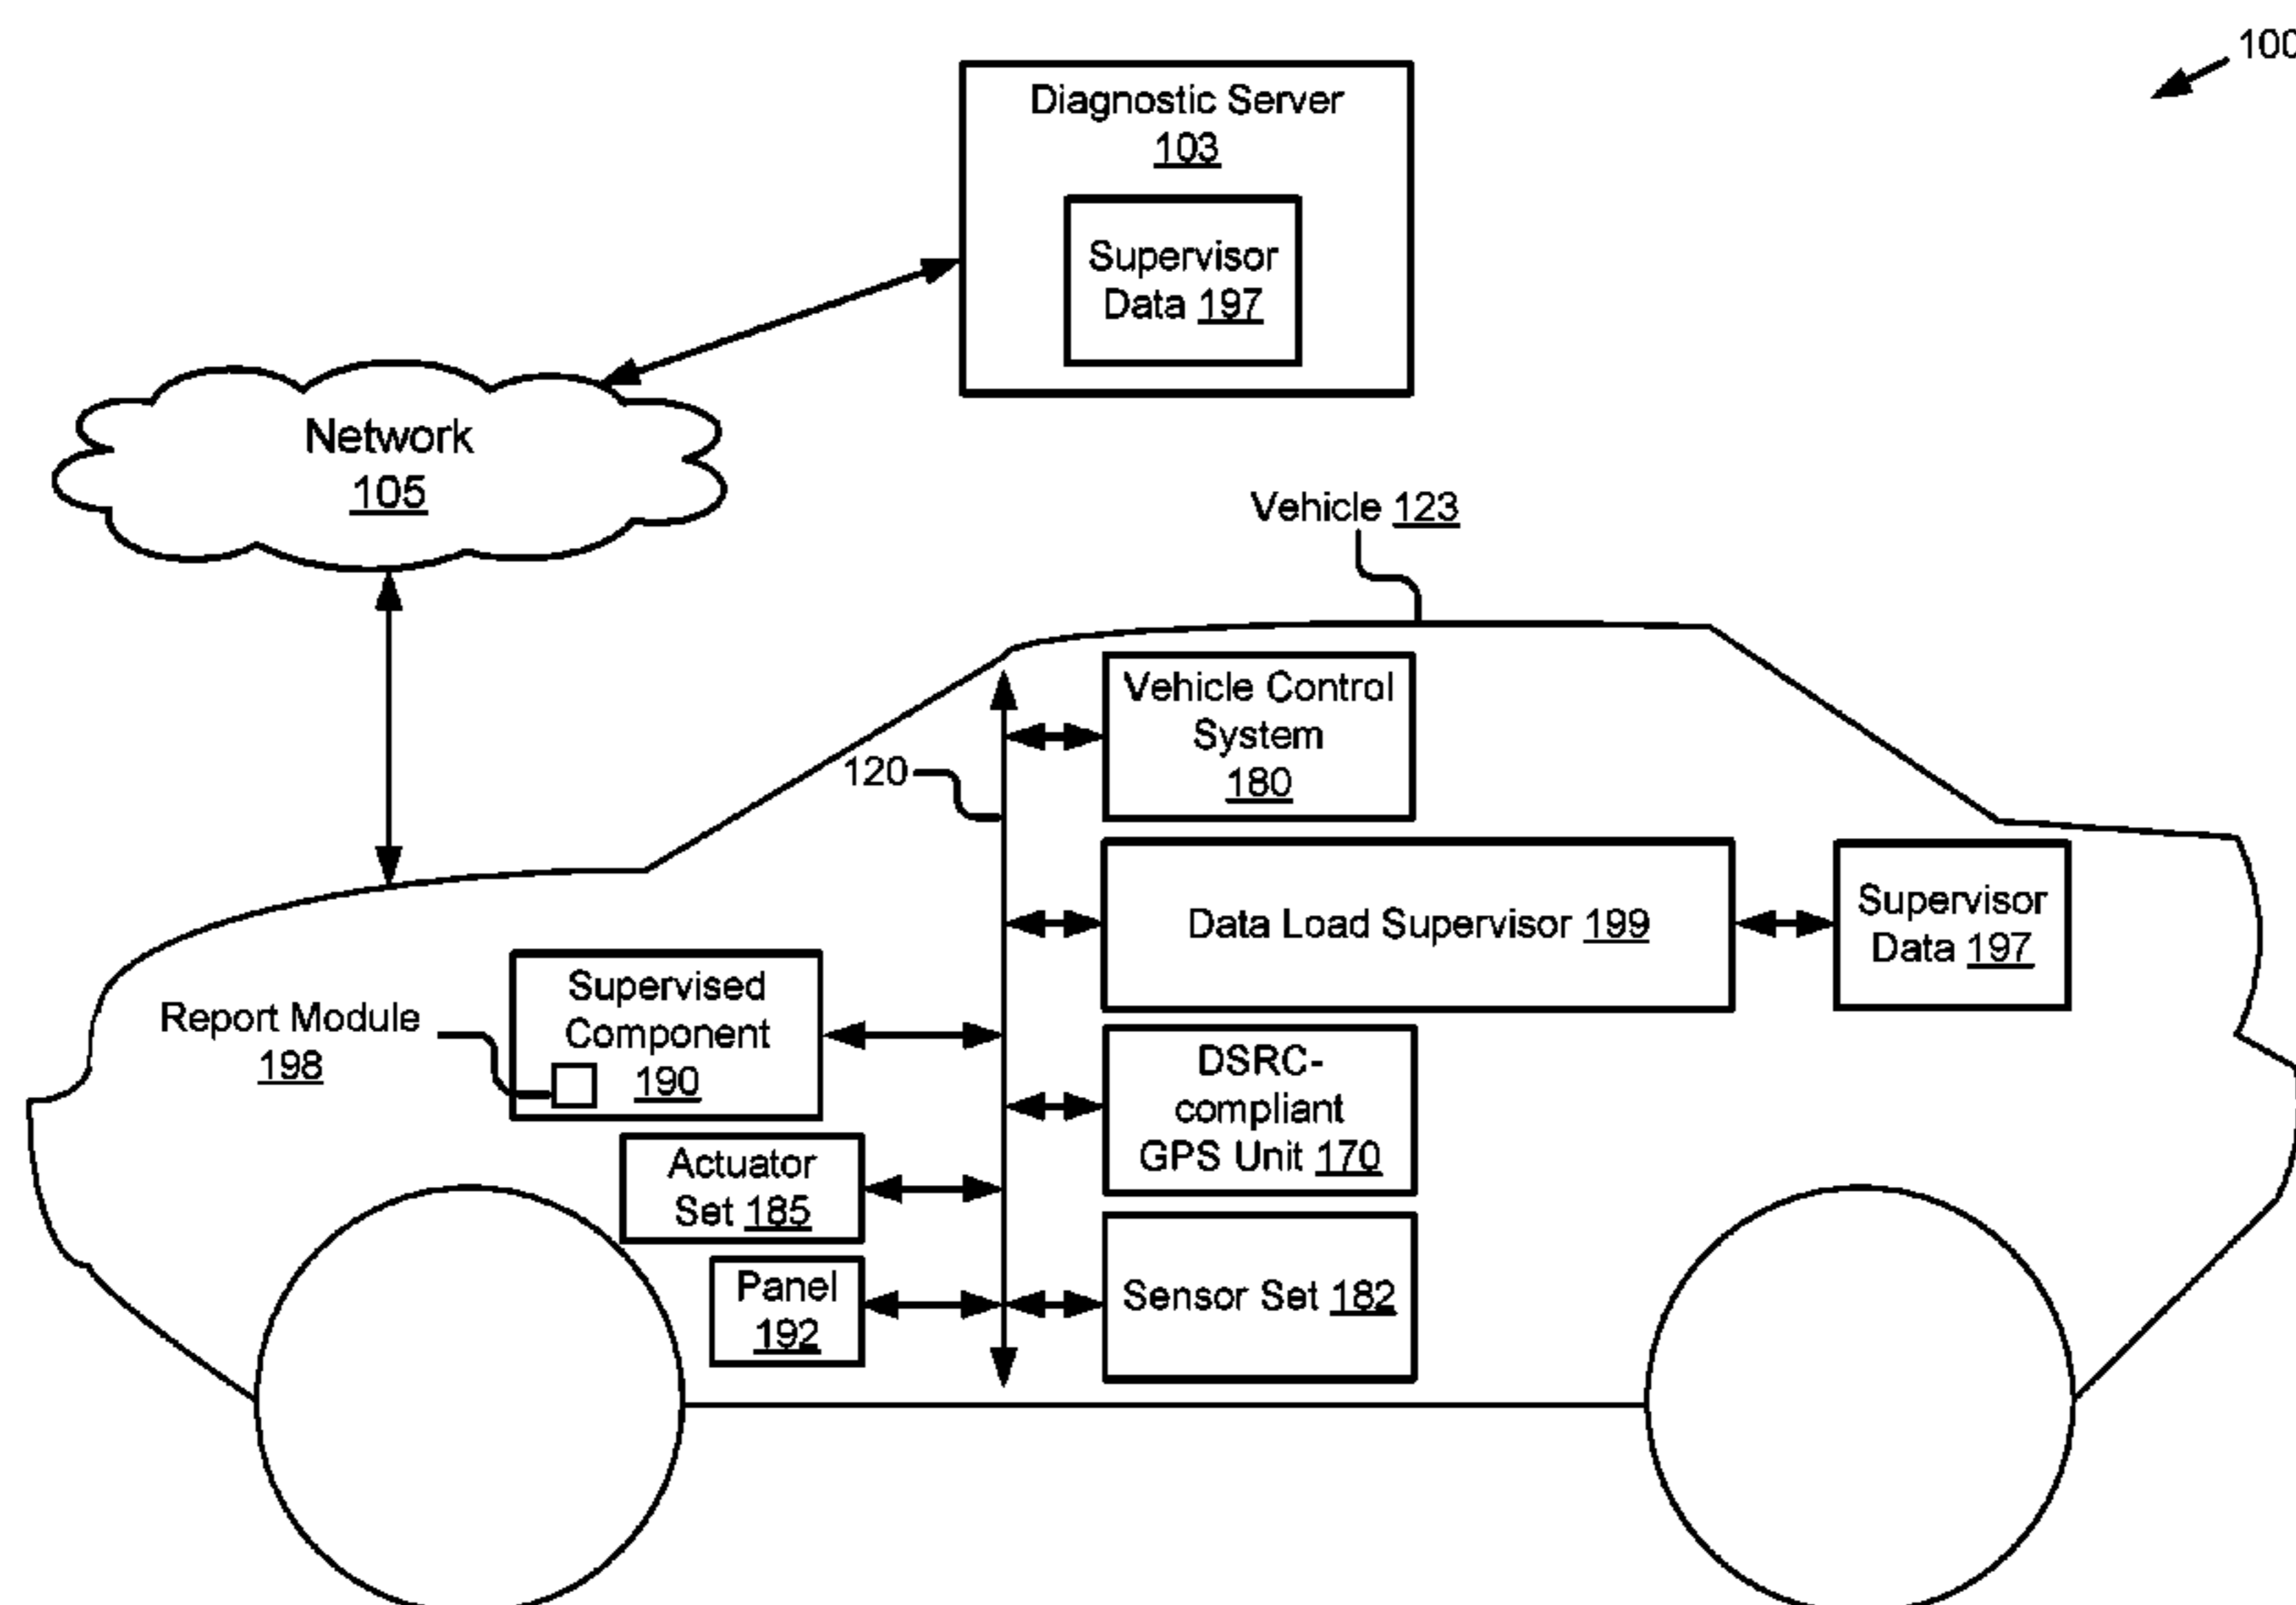 100
Diagnostic Server
103
Supervisor
Data 197
Network
105
Vehicle 123
Vehicle Control
System
180
120
Data Load Supervisor 199
Supervisor
Data 197
Supervised
Component
190
Report Module
198
DSRC-
compliant
GPS Unit 170
Actuator
Set 185
Panel
192
Sensor Set 182